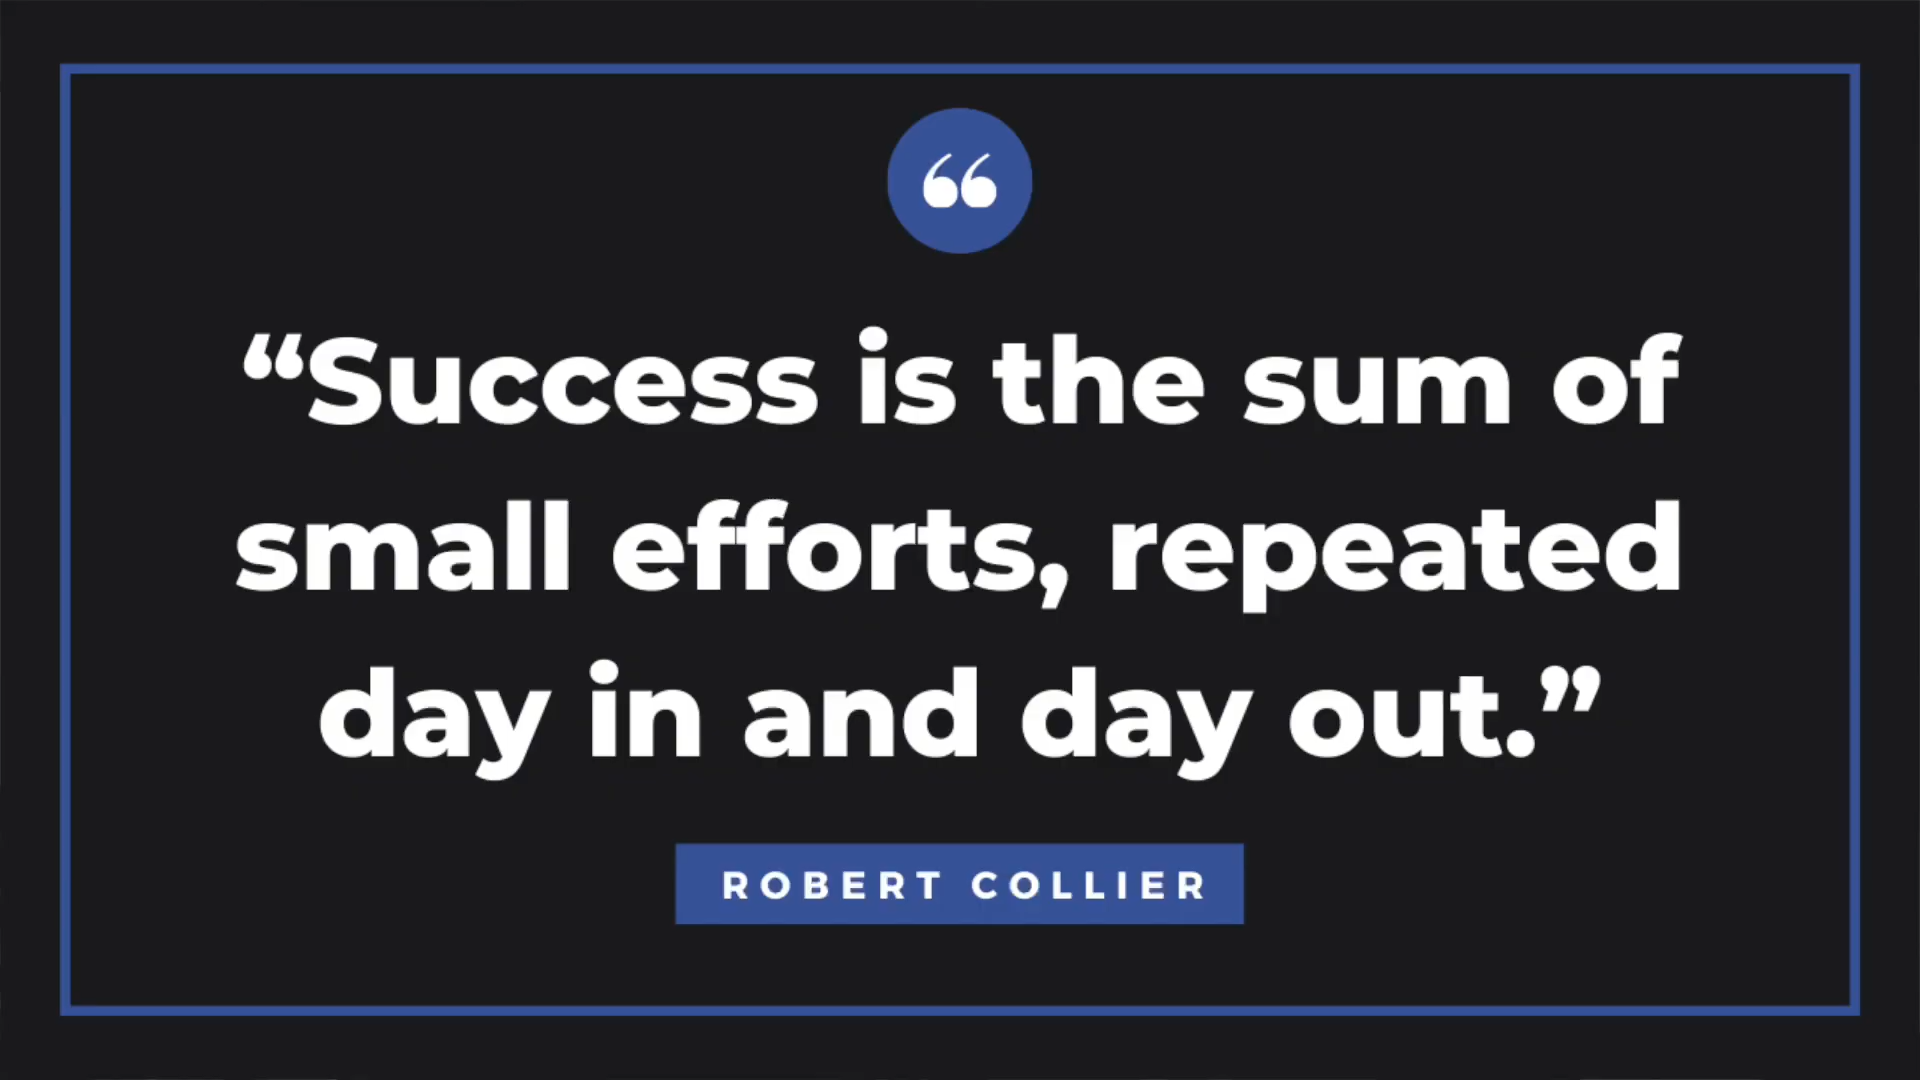 “
“Success is the sum of
small efforts, repeated
day in and day out.”
ROBERT COLLIER